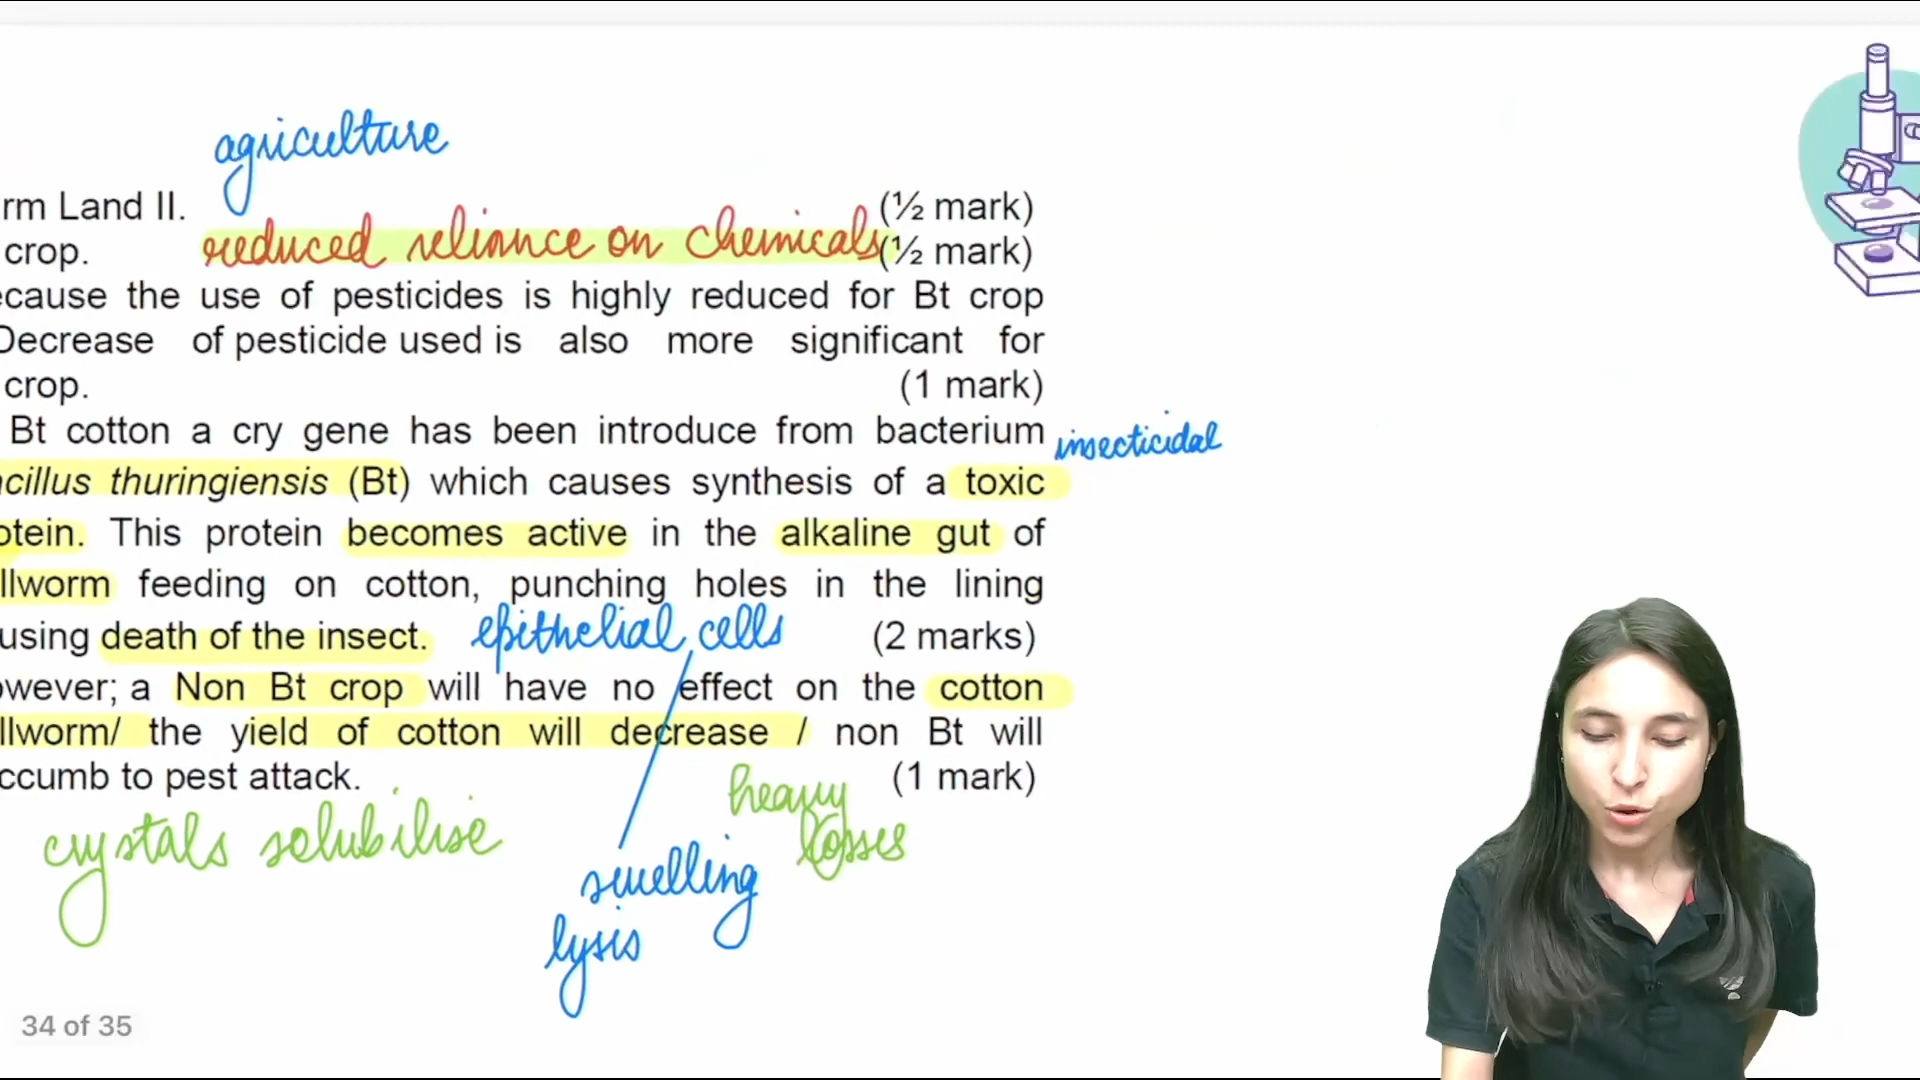 agriculture
rm Land II. (½ mark)
crop. reduced reliance on chemicals (½ mark)
ecause the use of pesticides is highly reduced for Bt crop
Decrease of pesticide used is also more significant for
crop. (1 mark)
Bt cotton a cry gene has been introduce from bacterium insecticidal
cillus thuringiensis (Bt) which causes synthesis of a toxic
otein. This protein becomes active in the alkaline gut of
llworm feeding on cotton, punching holes in the lining
using death of the insect. epithelial cells (2 marks)
wever; a Non Bt crop will have no effect on the cotton
llworm/ the yield of cotton will decrease / non Bt will
ccumb to pest attack. (1 mark)
crystals solubilise heavy losses
swelling
lysis
34 of 35